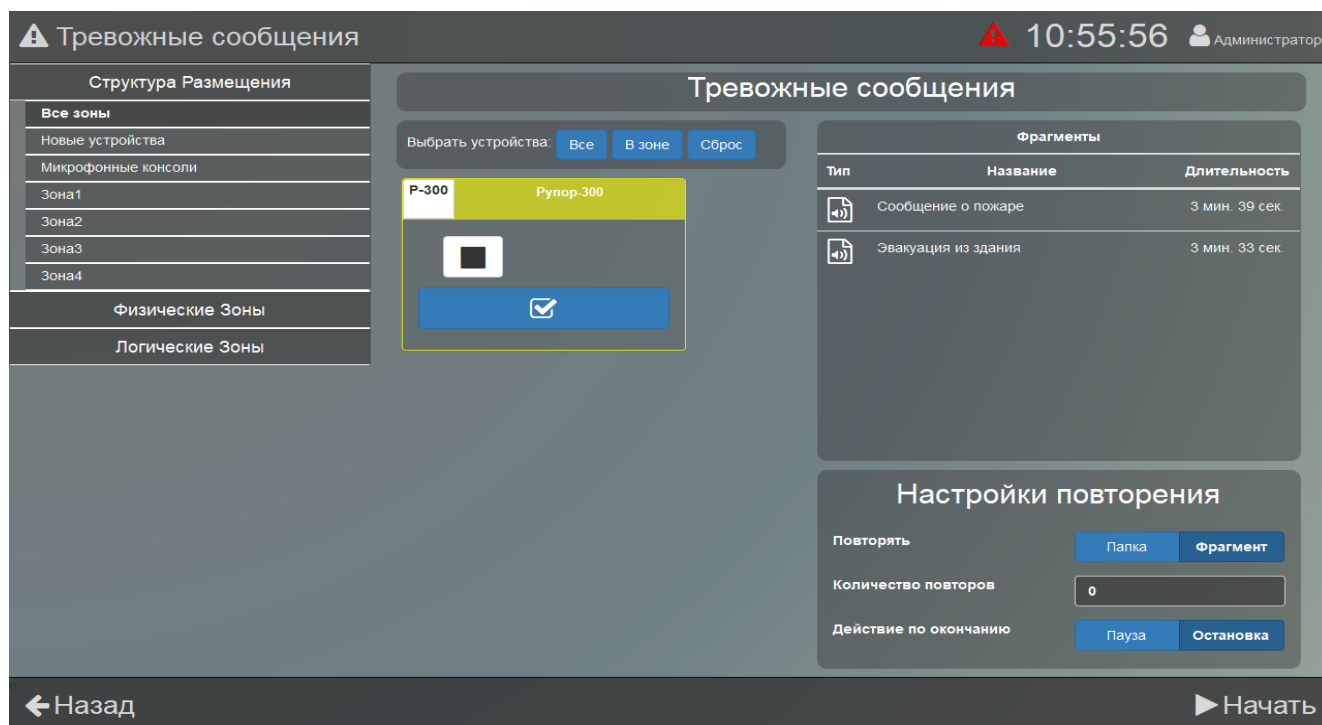 Тревожные сообщения
10:55:56 Администратор
Структура Размещения
Все зоны
Новые устройства
Микрофонные консоли
Зона1
Зона2
Зона3
Зона4
Физические Зоны
Логические Зоны
Тревожные сообщения
Выбрать устройства: Все В зоне Сброс
Р-300 Рупор-300
Фрагменты
Тип Название Длительность
Сообщение о пожаре 3 мин. 39 сек.
Эвакуация из здания 3 мин. 33 сек.
Настройки повторения
Повторять Папка Фрагмент
Количество повторов 0
Действие по окончанию Пауза Остановка
Назад
Начать